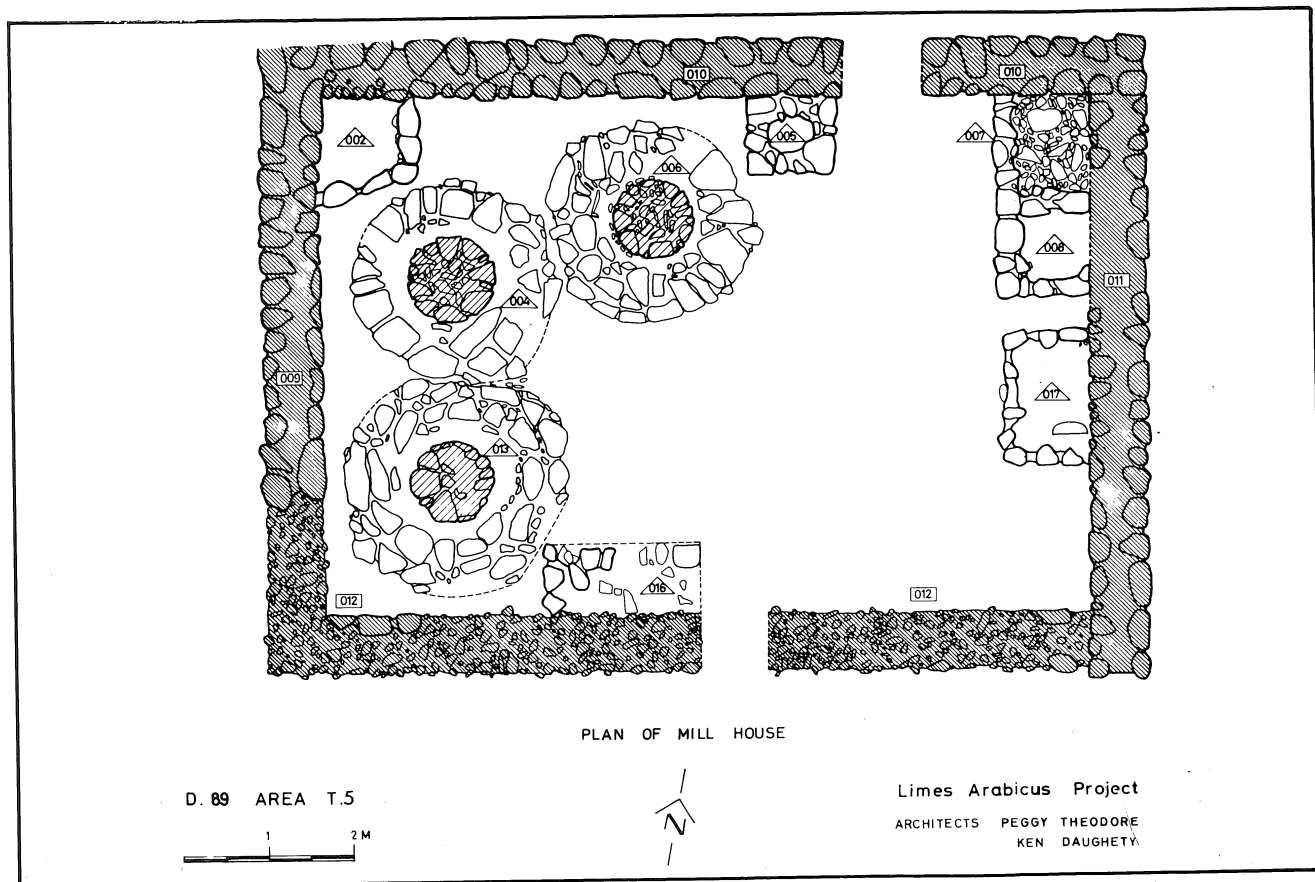 010
010
002
005
007
006
008
004
011
009
017
013
016
012
012
PLAN OF MILL HOUSE
D. 89 AREA T.5
1 2 M
N
Limes Arabicus Project
ARCHITECTS PEGGY THEODORE
KEN DAUGHETY